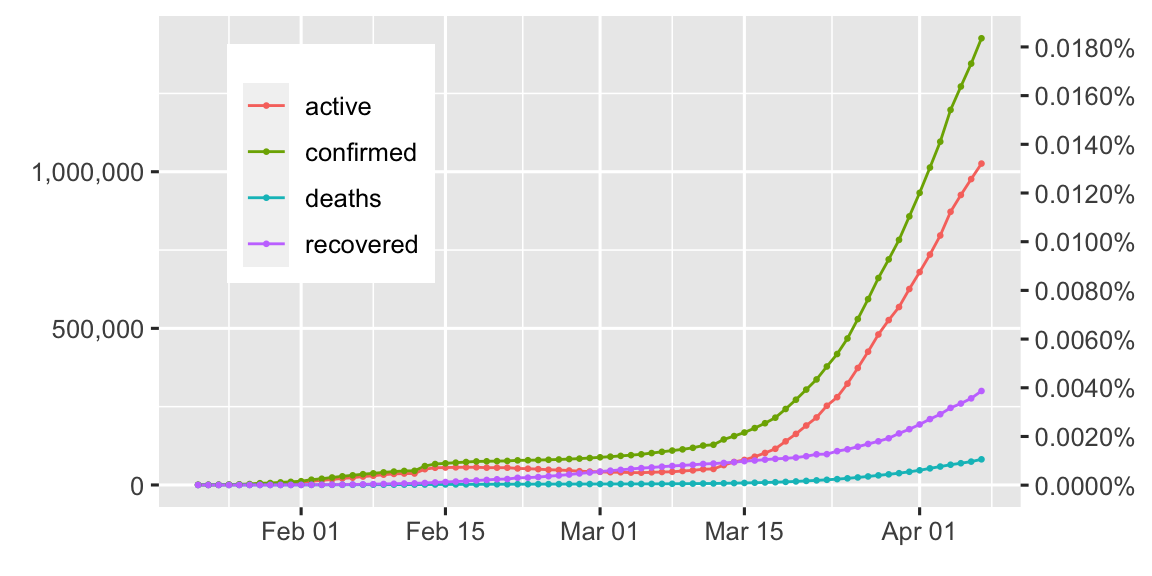 active
confirmed
deaths
recovered
1,000,000
500,000
0
0.0180%
0.0160%
0.0140%
0.0120%
0.0100%
0.0080%
0.0060%
0.0040%
0.0020%
0.0000%
Feb 01 Feb 15 Mar 01 Mar 15 Apr 01